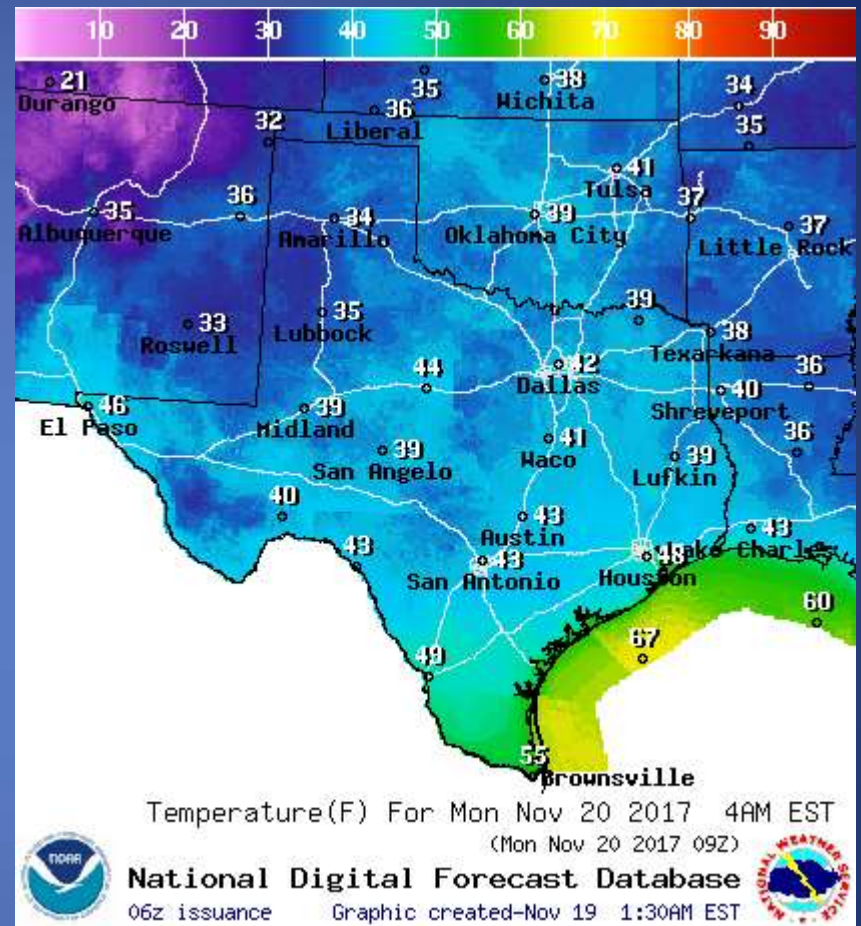 10 20 30 40 50 60 70 80 90
21
Durango
35
38
Wichita
34
36
Liberal
32
35
41
Tulsa
35
Albuquerque
36
34
Amarillo
39
Oklahoma City
37
37
Little Rock
33
Roswell
35
Lubbock
39
38
Texarkana
44
42
Dallas
40
Shreveport
36
46
El Paso
39
Midland
39
San Angelo
41
Waco
39
Lufkin
36
40
43
Austin
43
Lake Charles
43
43
San Antonio
48
Houston
60
67
49
55
Brownsville
Temperature(F) For Mon Nov 20 2017 4AM EST
(Mon Nov 20 2017 09Z)
NOAA
National Digital Forecast Database
06z issuance Graphic created-Nov 19 1:30AM EST
NATIONAL WEATHER SERVICE